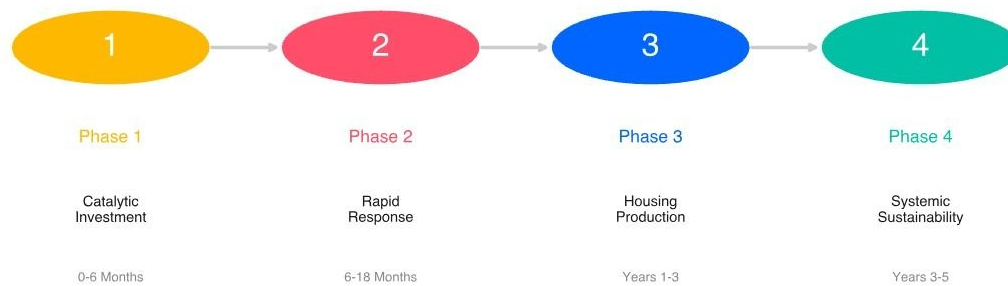 1
2
3
4
Phase 1
Phase 2
Phase 3
Phase 4
Catalytic
Investment
Rapid
Response
Housing
Production
Systemic
Sustainability
0-6 Months
6-18 Months
Years 1-3
Years 3-5